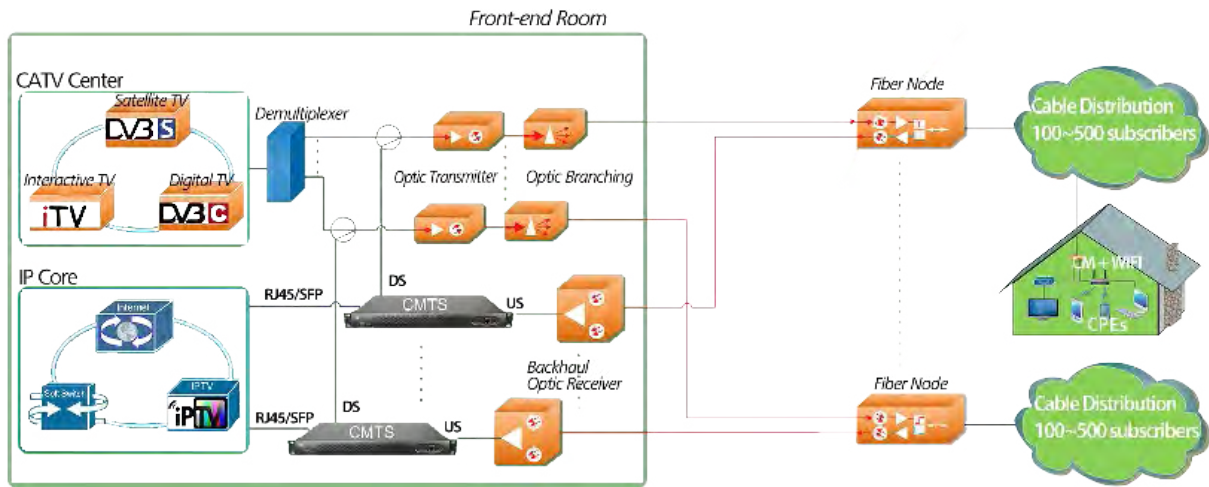 Front-end Room
CATV Center
Satellite TV
DVB S
Interactive TV
iTV
Digital TV
DVB C
Demultiplexer
Optic Transmitter
Optic Branching
Fiber Node
Cable Distribution
100~500 subscribers
IP Core
Internet
Soft Switch
IPTV
iPTV
RJ45/SFP
DS
CMTS
US
Backhaul
Optic Receiver
RJ45/SFP
DS
CMTS
US
CM + WIFI
CPEs
Fiber Node
Cable Distribution
100~500 subscribers